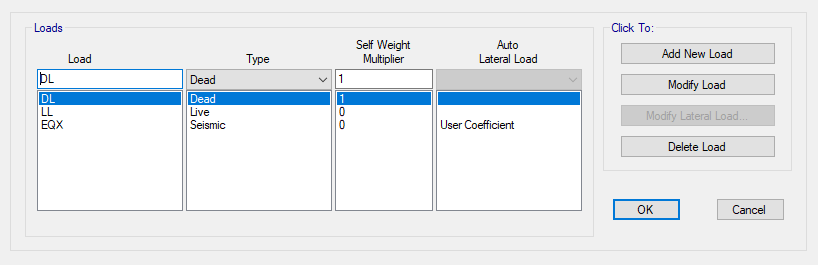 Loads
Click To:
Load
Type
Self Weight
Multiplier
Auto
Lateral Load
DL
Dead
1
DL
Dead
1
LL
Live
0
EQX
Seismic
0
User Coefficient
Add New Load
Modify Load
Modify Lateral Load...
Delete Load
OK
Cancel